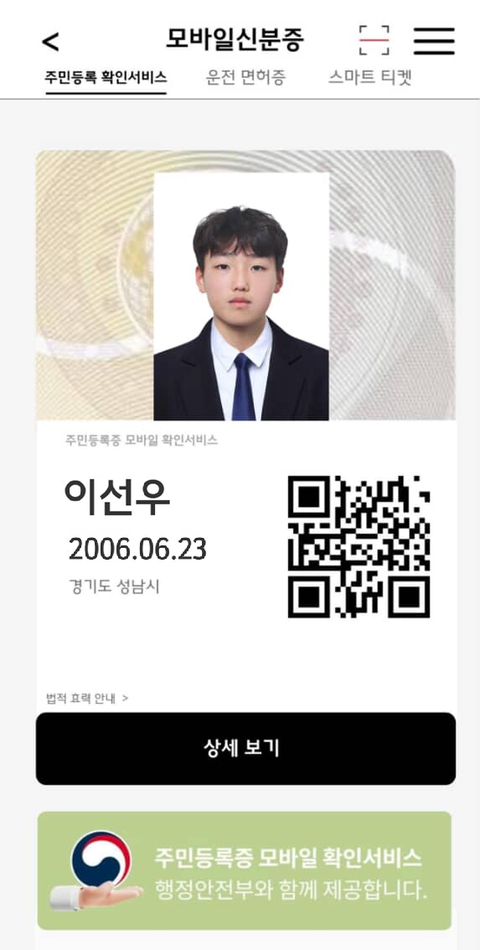 <
모바일신분증
주민등록 확인서비스 운전 면허증 스마트 티켓
주민등록증 모바일 확인서비스
이선우
2006.06.23
경기도 성남시
법적 효력 안내 >
상세 보기
주민등록증 모바일 확인서비스
행정안전부와 함께 제공합니다.